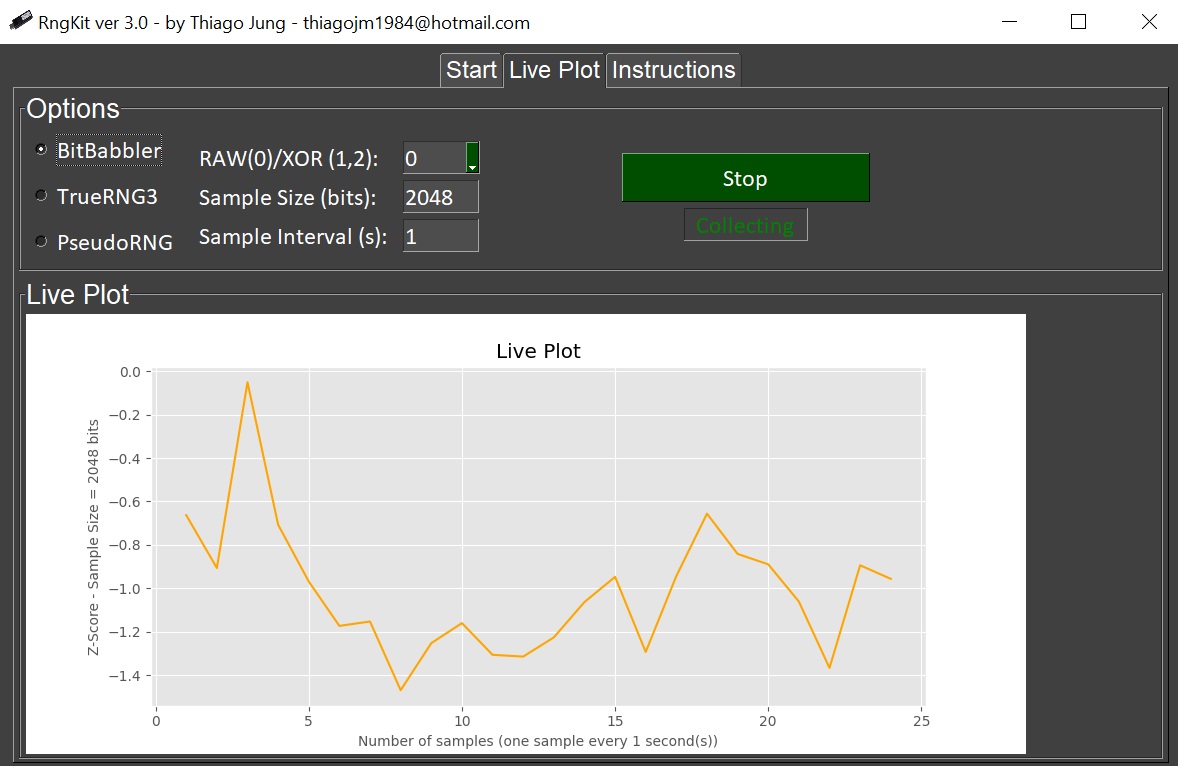 RngKit ver 3.0 - by Thiago Jung - thiagojm1984@hotmail.com
Start Live Plot Instructions
Options
BitBabbler
TrueRNG3
PseudoRNG
RAW(0)/XOR (1,2): 0
Sample Size (bits): 2048
Sample Interval (s): 1
Stop
Collecting
Live Plot
Live Plot
Z-Score - Sample Size = 2048 bits
0.0
−0.2
−0.4
−0.6
−0.8
−1.0
−1.2
−1.4
0 5 10 15 20 25
Number of samples (one sample every 1 second(s))